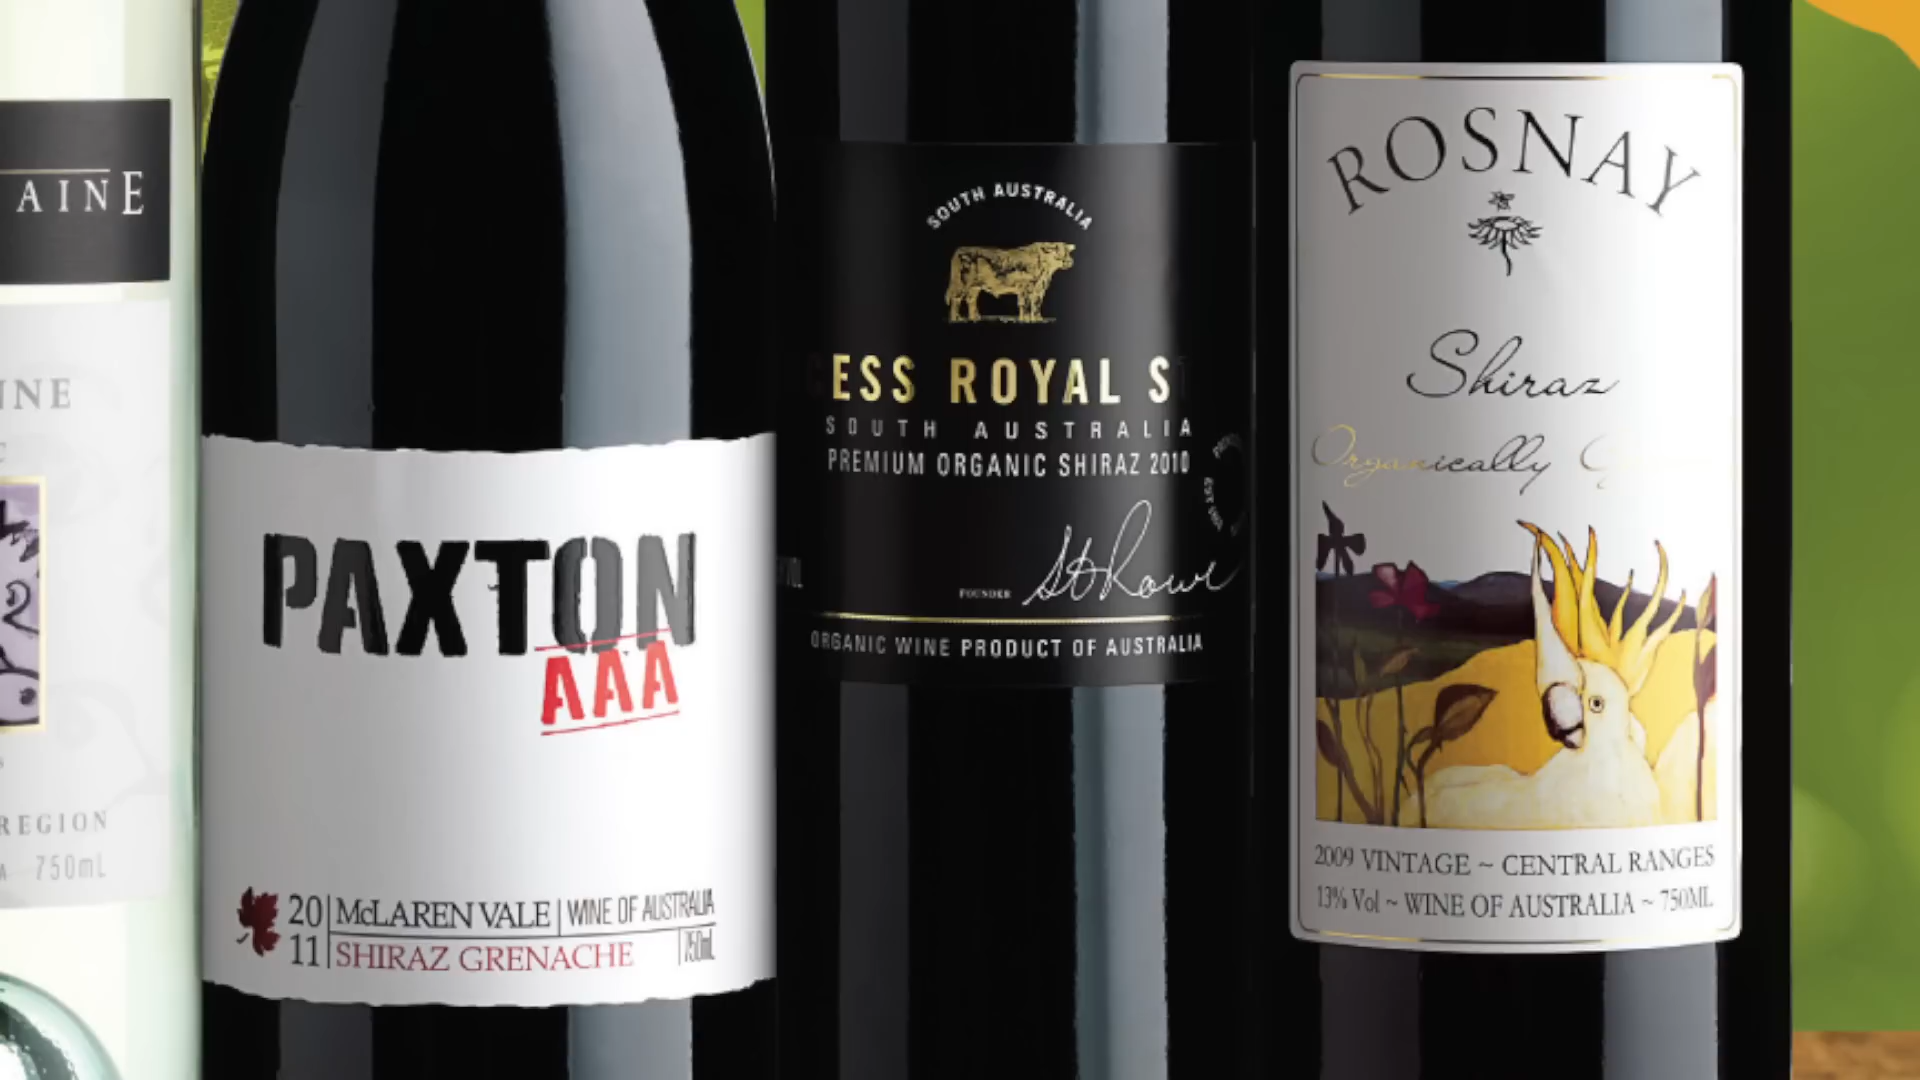 AINE
NNE
REGION
750mL
PAXTON
AAA
20
11
McLAREN VALE
WINE OF AUSTRALIA
SHIRAZ GRENACHE
750mL
SOUTH AUSTRALIA
ESS ROYAL S
SOUTH AUSTRALIA
PREMIUM ORGANIC SHIRAZ 2010
FOUNDER
ORGANIC WINE PRODUCT OF AUSTRALIA
ROSNAY
Shiraz
Organically
2009 VINTAGE ~ CENTRAL RANGES
13% Vol ~ WINE OF AUSTRALIA ~ 750ML